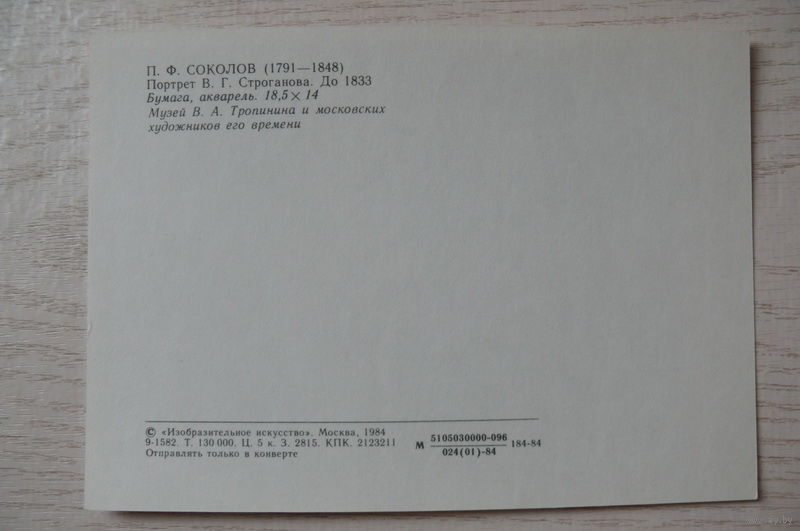 П. Ф. СОКОЛОВ (1791—1848)
Портрет В. Г. Строганова. До 1833
Бумага, акварель. 18,5×14
Музей В. А. Тропинина и московских
художников его времени
© «Изобразительное искусство». Москва, 1984
9-1582. Т. 130 000. Ц. 5 к. З. 2815. КПК. 2123211
Отправлять только в конверте
М 5105030000-096 184-84
024(01)-84